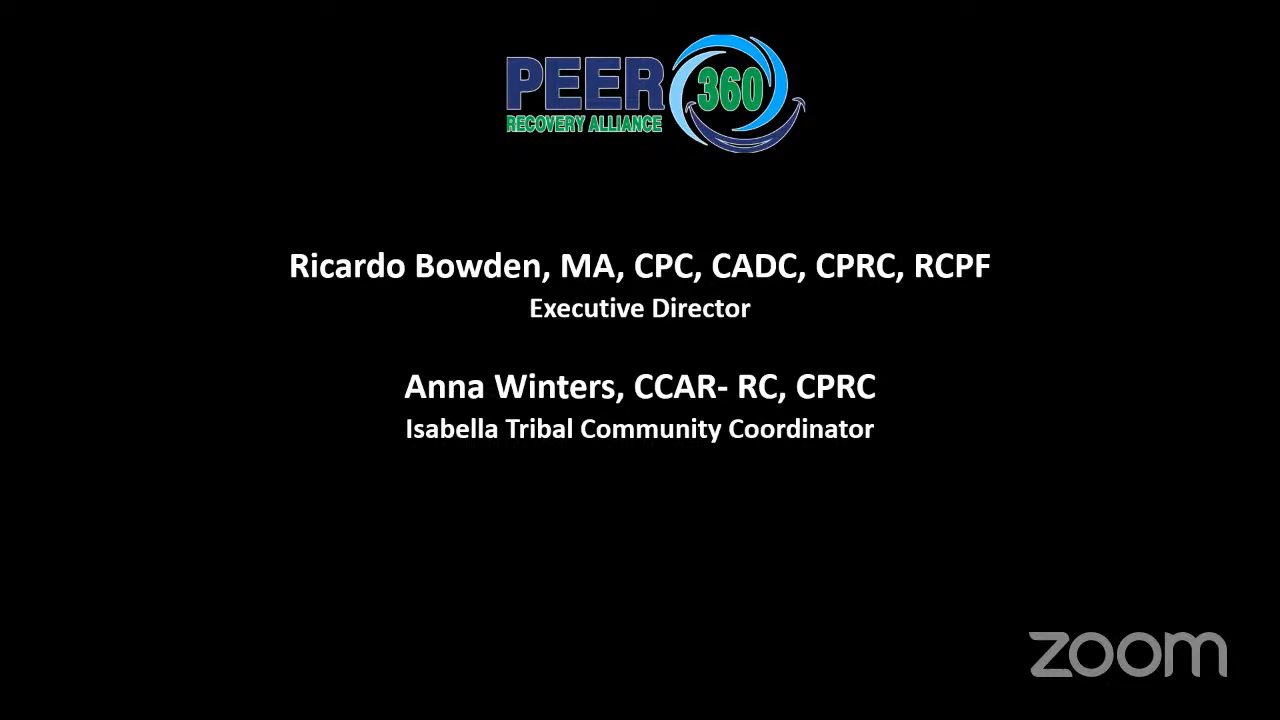 PEER 360
RECOVERY ALLIANCE
Ricardo Bowden, MA, CPC, CADC, CPRC, RCPF
Executive Director
Anna Winters, CCAR- RC, CPRC
Isabella Tribal Community Coordinator
zoom